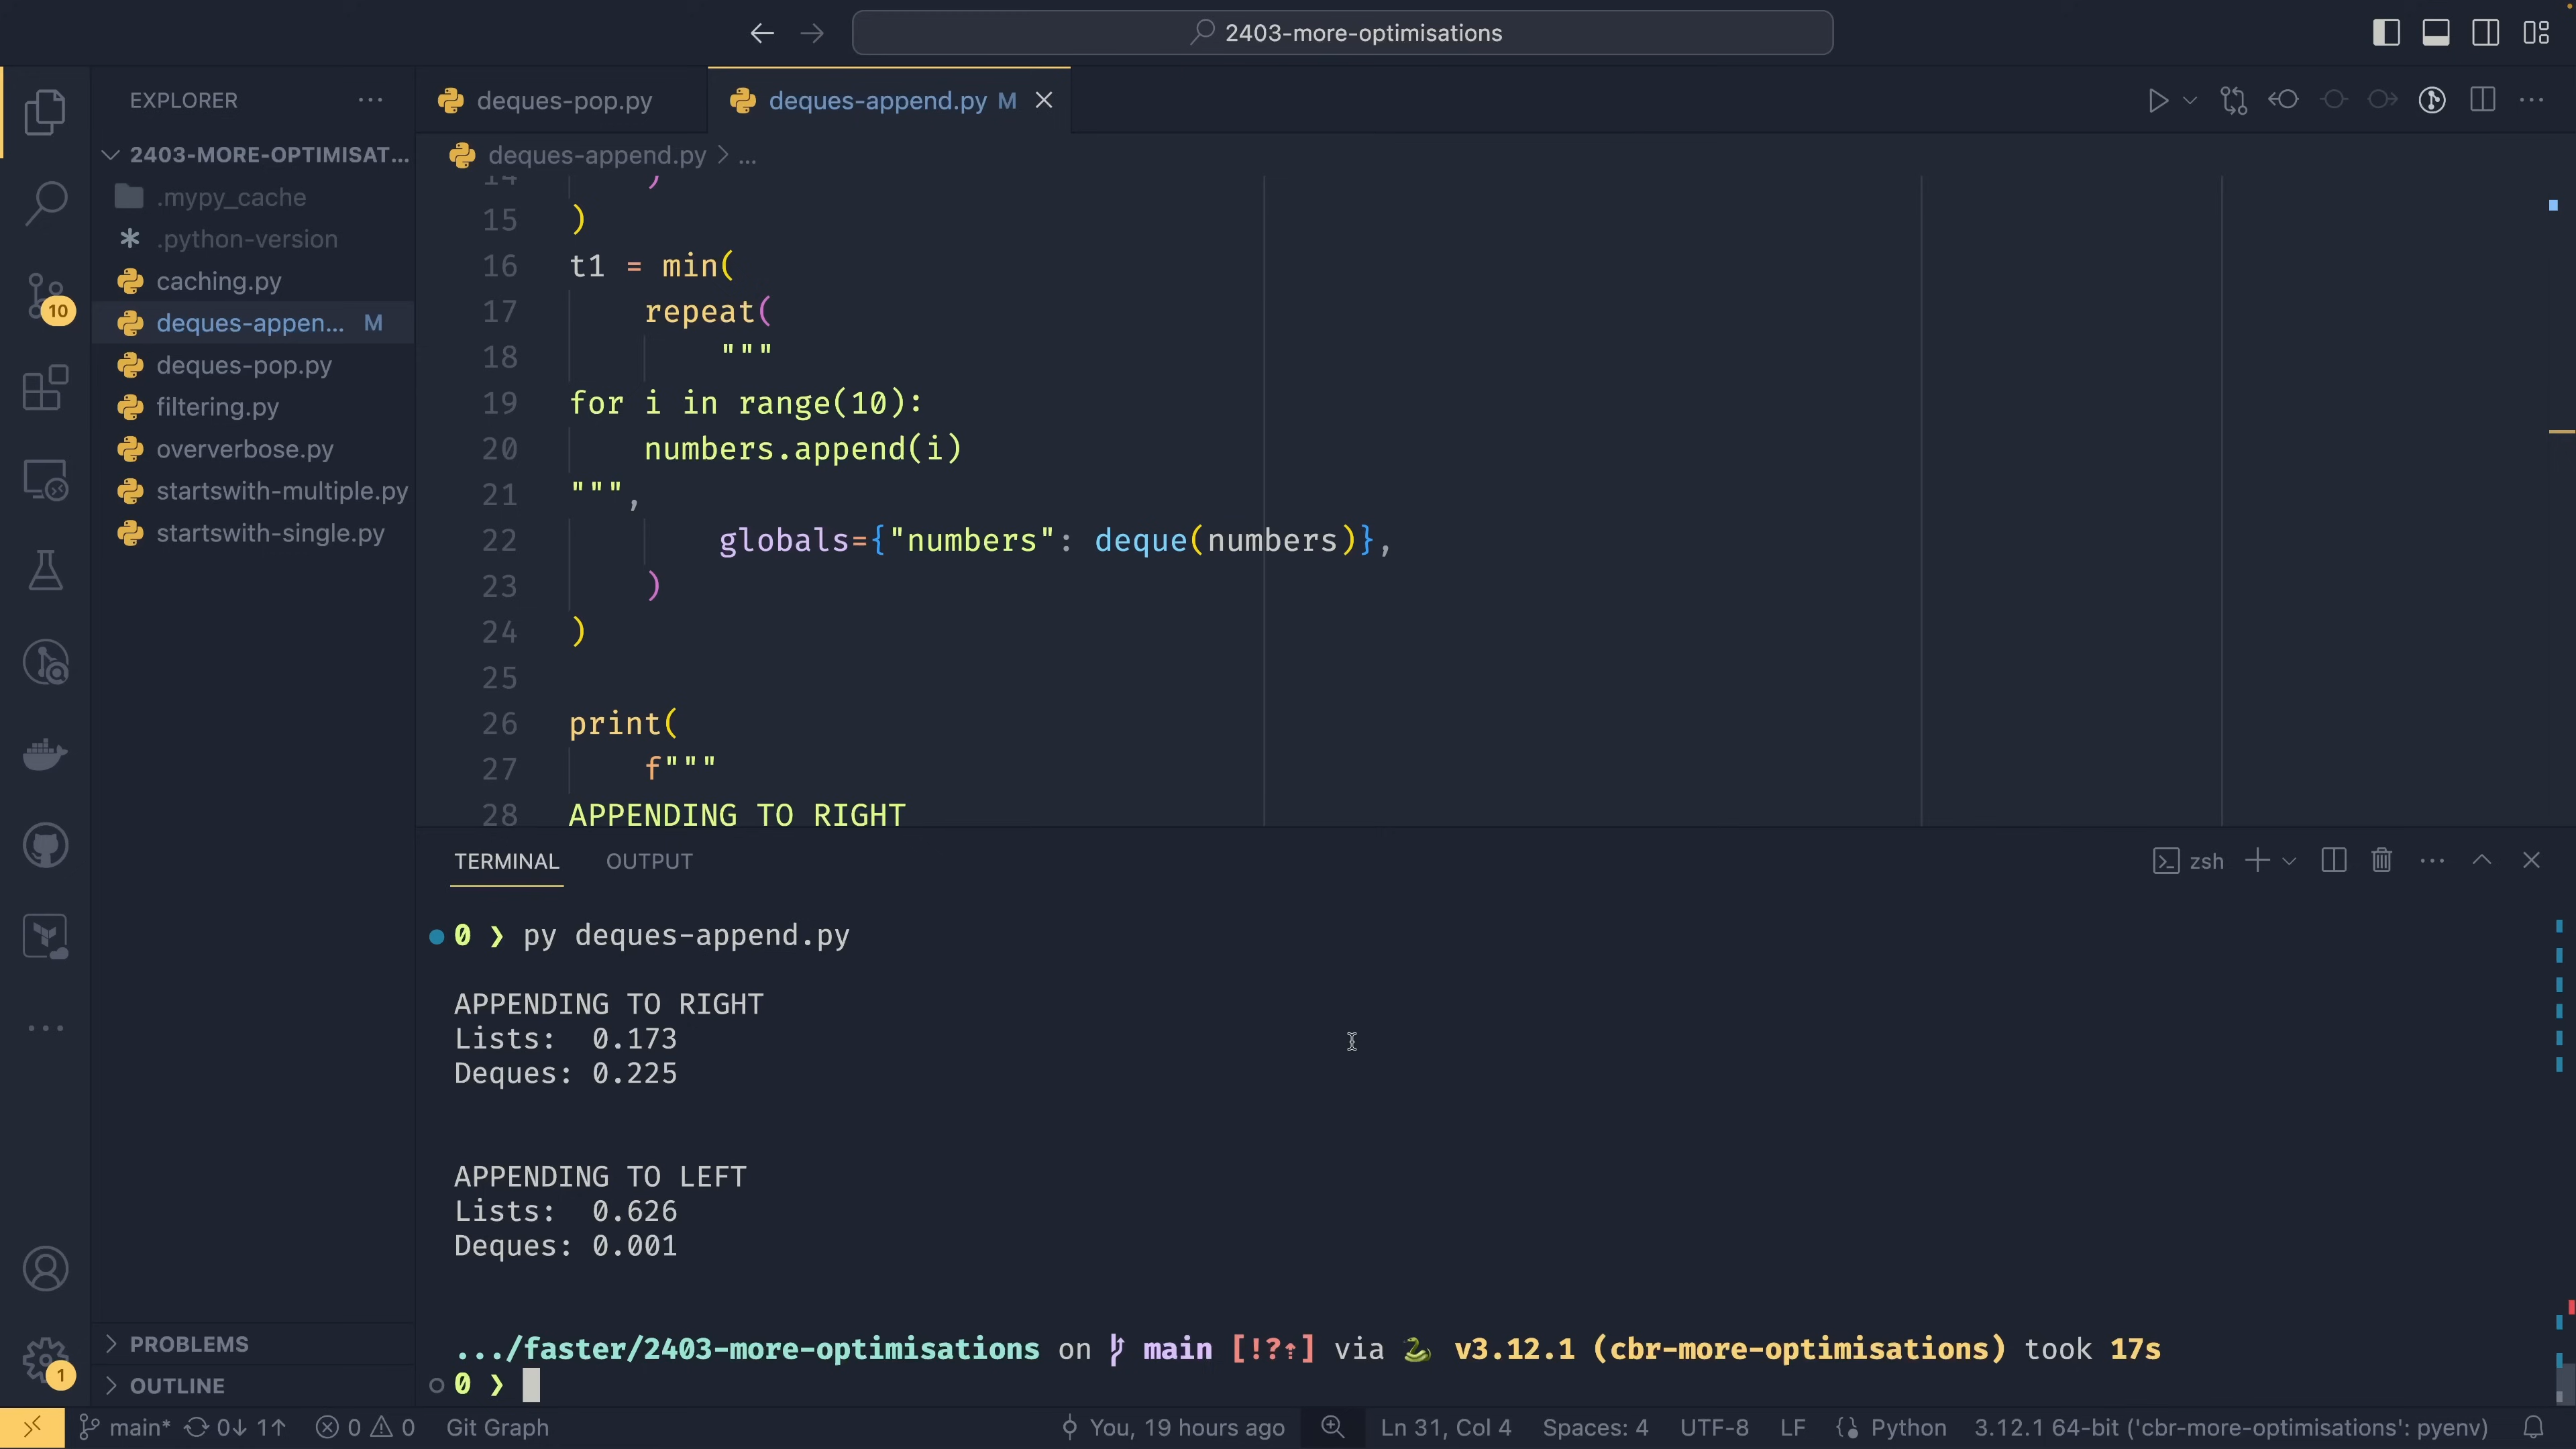 2403-more-optimisations
EXPLORER
2403-MORE-OPTIMISAT...
.mypy_cache
.python-version
caching.py
deques-appen... M
deques-pop.py
filtering.py
oververbose.py
startswith-multiple.py
startswith-single.py
PROBLEMS
OUTLINE
10
1
deques-pop.py
deques-append.py M
deques-append.py > ...
14 )
15 )
16 t1 = min(
17 repeat(
18 """
19 for i in range(10):
20 numbers.append(i)
21 """,
22 globals={"numbers": deque(numbers)},
23 )
24 )
25
26 print(
27 f"""
28 APPENDING TO RIGHT
TERMINAL OUTPUT
zsh
0 ❯ py deques-append.py
APPENDING TO RIGHT
Lists: 0.173
Deques: 0.225
APPENDING TO LEFT
Lists: 0.626
Deques: 0.001
.../faster/2403-more-optimisations on main [!?⇡] via 🐍 v3.12.1 (cbr-more-optimisations) took 17s
0 ❯
main* 0↓ 1↑ 0 0 Git Graph You, 19 hours ago Ln 31, Col 4 Spaces: 4 UTF-8 LF Python 3.12.1 64-bit ('cbr-more-optimisations': pyenv)